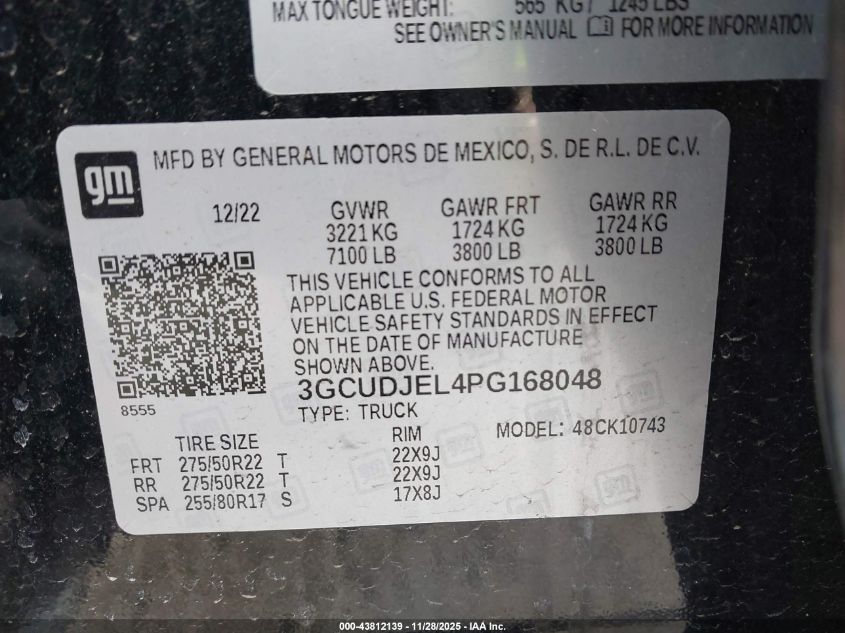 MAX TONGUE WEIGHT: 565 KG / 1245 LBS
SEE OWNER'S MANUAL FOR MORE INFORMATION
gm
MFD BY GENERAL MOTORS DE MEXICO, S. DE R.L. DE C.V.
12/22 GVWR GAWR FRT GAWR RR
3221 KG 1724 KG 1724 KG
7100 LB 3800 LB 3800 LB
THIS VEHICLE CONFORMS TO ALL
APPLICABLE U.S. FEDERAL MOTOR
VEHICLE SAFETY STANDARDS IN EFFECT
ON THE DATE OF MANUFACTURE
SHOWN ABOVE.
3GCUDJEL4PG168048
8555
TYPE: TRUCK
MODEL: 48CK10743
TIRE SIZE RIM
FRT 275/50R22 T 22X9J
RR 275/50R22 T 22X9J
SPA 255/80R17 S 17X8J
000-43812139 - 11/28/2025 - IAA Inc.